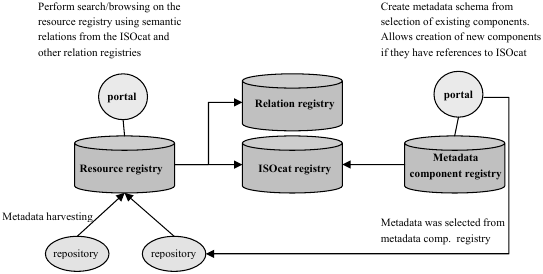 Perform search/browsing on the
resource registry using semantic
relations from the ISOcat and
other relation registries
Create metadata schema from
selection of existing components.
Allows creation of new components
if they have references to ISOcat
portal
portal
Relation registry
Resource registry
ISOcat registry
Metadata
component registry
Metadata harvesting
Metadata was selected from
metadata comp. registry
repository
repository